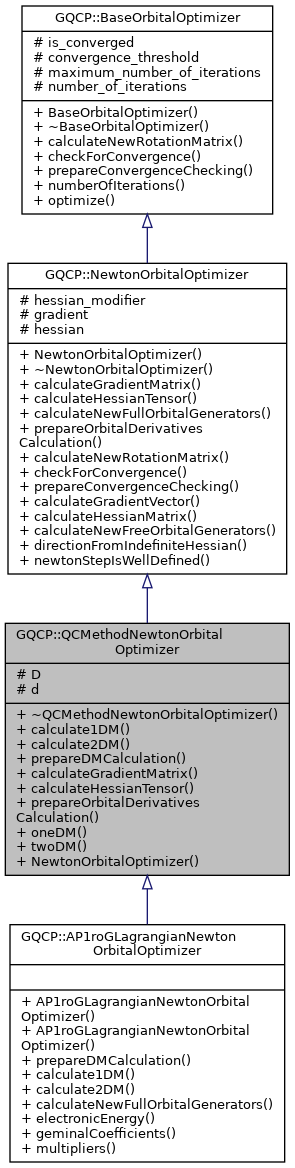 GQCP::BaseOrbitalOptimizer
# is_converged
# convergence_threshold
# maximum_number_of_iterations
# number_of_iterations
+ BaseOrbitalOptimizer()
+ ~BaseOrbitalOptimizer()
+ calculateNewRotationMatrix()
+ checkForConvergence()
+ prepareConvergenceChecking()
+ numberOfIterations()
+ optimize()
GQCP::NewtonOrbitalOptimizer
# hessian_modifier
# gradient
# hessian
+ NewtonOrbitalOptimizer()
+ ~NewtonOrbitalOptimizer()
+ calculateGradientMatrix()
+ calculateHessianTensor()
+ calculateNewFullOrbitalGenerators()
+ prepareOrbitalDerivatives
Calculation()
+ calculateNewRotationMatrix()
+ checkForConvergence()
+ prepareConvergenceChecking()
+ calculateGradientVector()
+ calculateHessianMatrix()
+ calculateNewFreeOrbitalGenerators()
+ directionFromIndefiniteHessian()
+ newtonStepIsWellDefined()
GQCP::QCMethodNewtonOrbital
Optimizer
# D
# d
+ ~QCMethodNewtonOrbitalOptimizer()
+ calculate1DM()
+ calculate2DM()
+ prepareDMCalculation()
+ calculateGradientMatrix()
+ calculateHessianTensor()
+ prepareOrbitalDerivatives
Calculation()
+ oneDM()
+ twoDM()
+ NewtonOrbitalOptimizer()
GQCP::AP1roGLagrangianNewton
OrbitalOptimizer
+ AP1roGLagrangianNewtonOrbital
Optimizer()
+ AP1roGLagrangianNewtonOrbital
Optimizer()
+ prepareDMCalculation()
+ calculate1DM()
+ calculate2DM()
+ calculateNewFullOrbitalGenerators()
+ electronicEnergy()
+ geminalCoefficients()
+ multipliers()